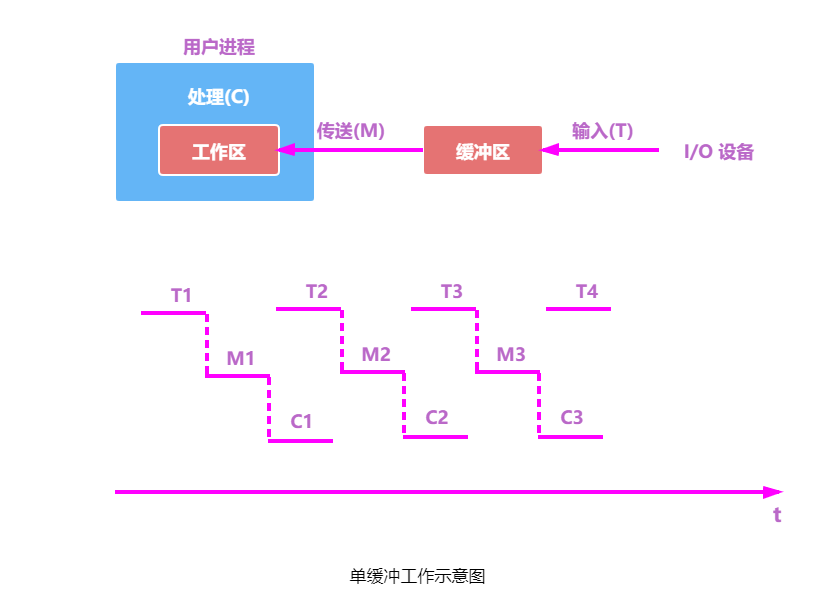 用户进程
处理(C)
工作区
传送(M)
缓冲区
输入(T)
I/O 设备
T1
T2
T3
T4
M1
M2
M3
C1
C2
C3
t
单缓冲工作示意图